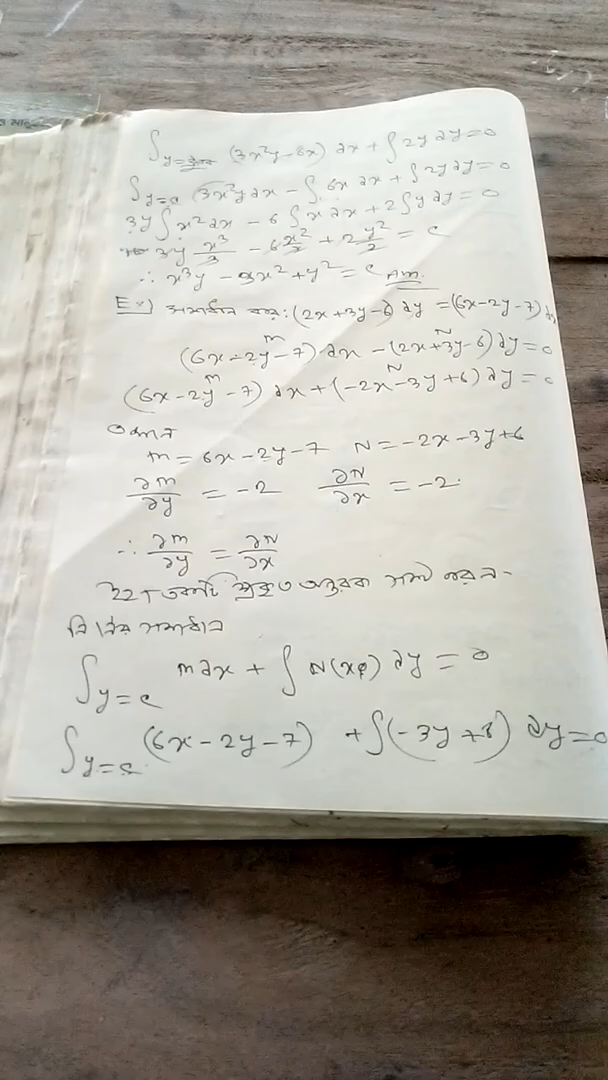 ∫y= (3x²y-6x) dx + ∫2y dy = 0
∫y=c (3x²y dx - ∫6x dx + ∫2y dy = 0
3y∫x² dx - 6∫x dx + 2∫y dy = 0
3y x³/3 - 6 x²/2 + 2 y²/2 = c
∴ x³y - 3x² + y² = c Am.
Ex) সমাধান কর: (2x+3y-6) dy = (6x-2y-7) dx
(6x-2y-7) dx - (2x+3y-6) dy = 0
(6x-2y-7) dx + (-2x-3y+6) dy = 0
এখানে
m = 6x-2y-7 N = -2x-3y+6
∂m/∂y = -2 ∂N/∂x = -2.
∴ ∂m/∂y = ∂N/∂x
ইহা একটি প্রকৃত অন্তরক সমীকরণ-
নির্ণেয় সমাধান
∫y=c m dx + ∫ N(xφ) dy = 0
∫y=c (6x-2y-7) + ∫(-3y+6) dy = 0